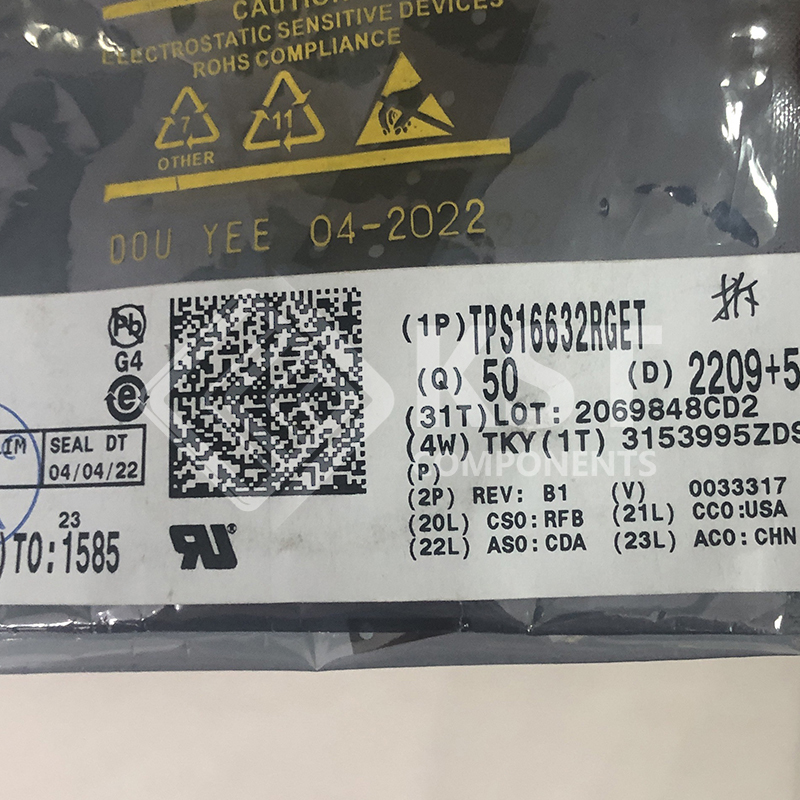 CAUTION
ELECTROSTATIC SENSITIVE DEVICES
ROHS COMPLIANCE
7
11
OTHER
DOU YEE 04-2022
Pb
G4
e
(1P)TPS16632RGET
拆
(Q) 50 (D) 2209+5
(31T)LOT: 2069848CD2
(4W) TKY(1T) 3153995ZDS
(P)
(2P) REV: B1 (V) 0033317
(20L) CSO:RFB (21L) CCO:USA
(22L) ASO:CDA (23L) ACO:CHN
LIM
SEAL DT
04/04/22
23
TO:1585
KST
COMPONENTS